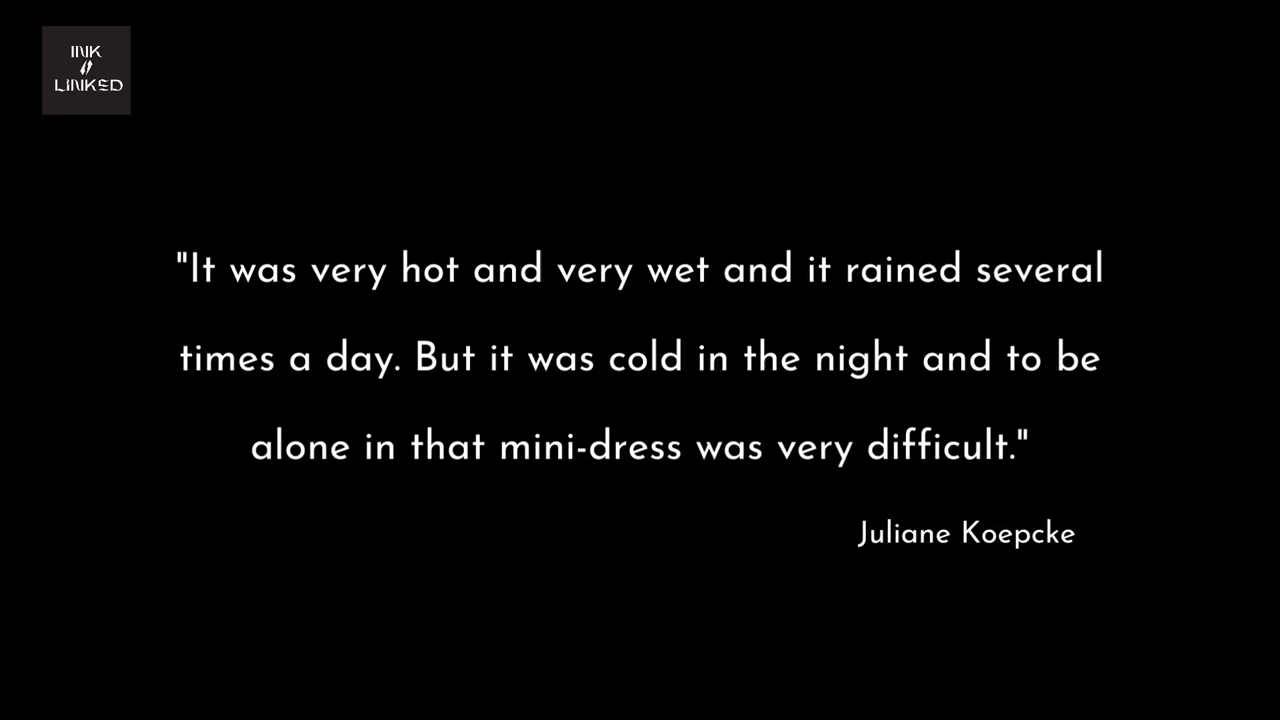 INK
LINKED
"It was very hot and very wet and it rained several
times a day. But it was cold in the night and to be
alone in that mini-dress was very difficult."
Juliane Koepcke